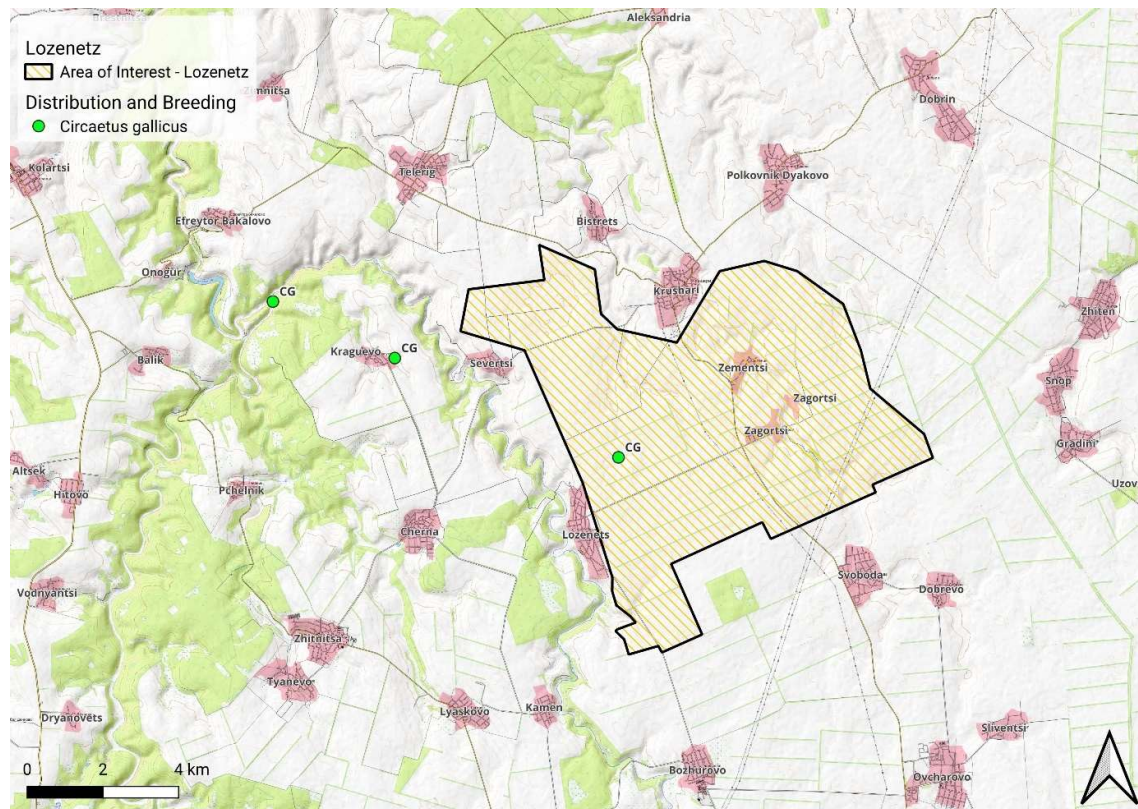 Brestnitsa
Aleksandria
Lozenetz
Area of Interest - Lozenetz
Distribution and Breeding
Circaetus gallicus
Zimnitsa
Dobrin
Kolartsi
Telerig
Polkovnik Dyakovo
Efreytor Bakalovo
Bistrets
Onogur
Krushari
CG
Zhiten
Kraguevo
CG
Severtsi
Balik
Zementsi
Snop
Zagortsi
Zagortsi
Gradini
CG
Altsek
Hitovo
Pchelnik
Uzov
Cherna
Lozenets
Svoboda
Dobrevo
Vodnyantsi
Zhitnitsa
Tyanevo
Dryanovets
Lyaskovo
Kamen
Sliventsi
Bozhurovo
Ovcharovo
0 2 4 km